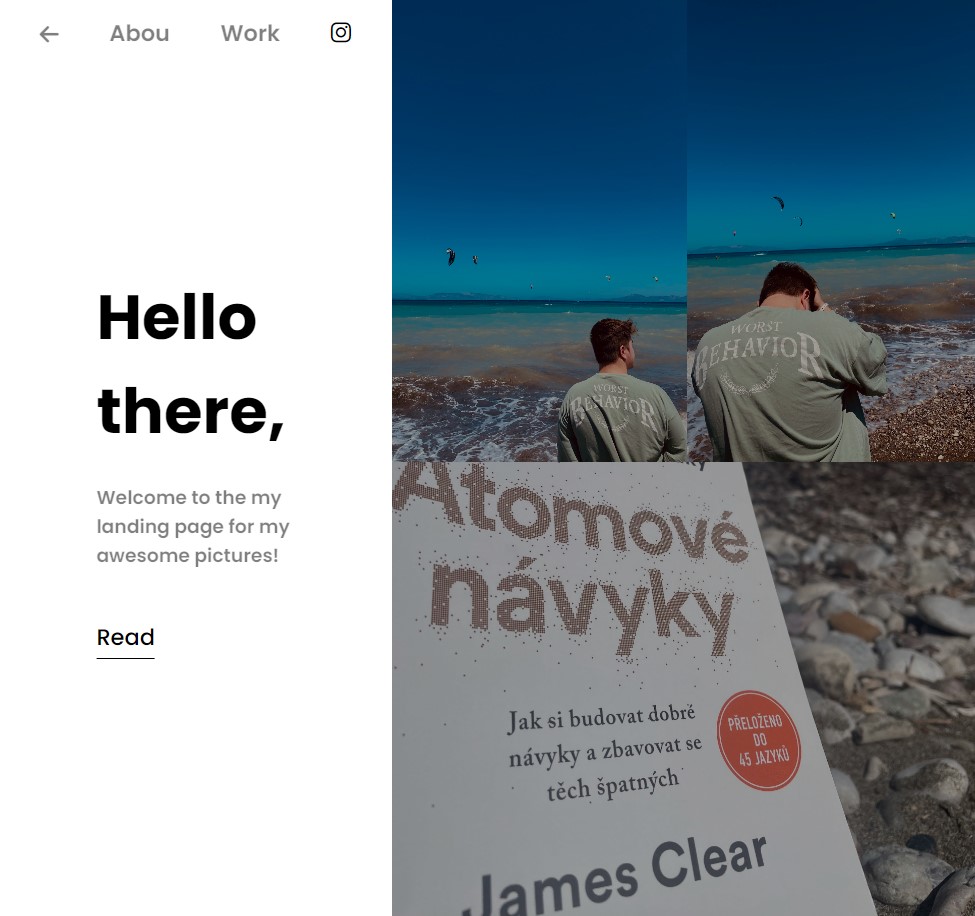 Abou Work
Hello
there,
Welcome to the my
landing page for my
awesome pictures!
Read
WORST
BEHAVIOR
WORST
BEHAVIOR
Atomové
návyky
Jak si budovat dobré
návyky a zbavovat se
těch špatných
PŘELOŽENO
DO
45 JAZYKŮ
James Clear